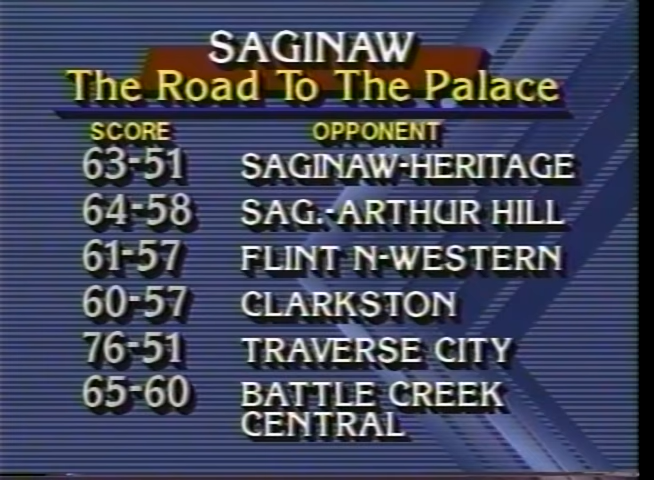 SAGINAW
The Road To The Palace
SCORE OPPONENT
63-51 SAGINAW-HERITAGE
64-58 SAG.-ARTHUR HILL
61-57 FLINT N-WESTERN
60-57 CLARKSTON
76-51 TRAVERSE CITY
65-60 BATTLE CREEK
CENTRAL